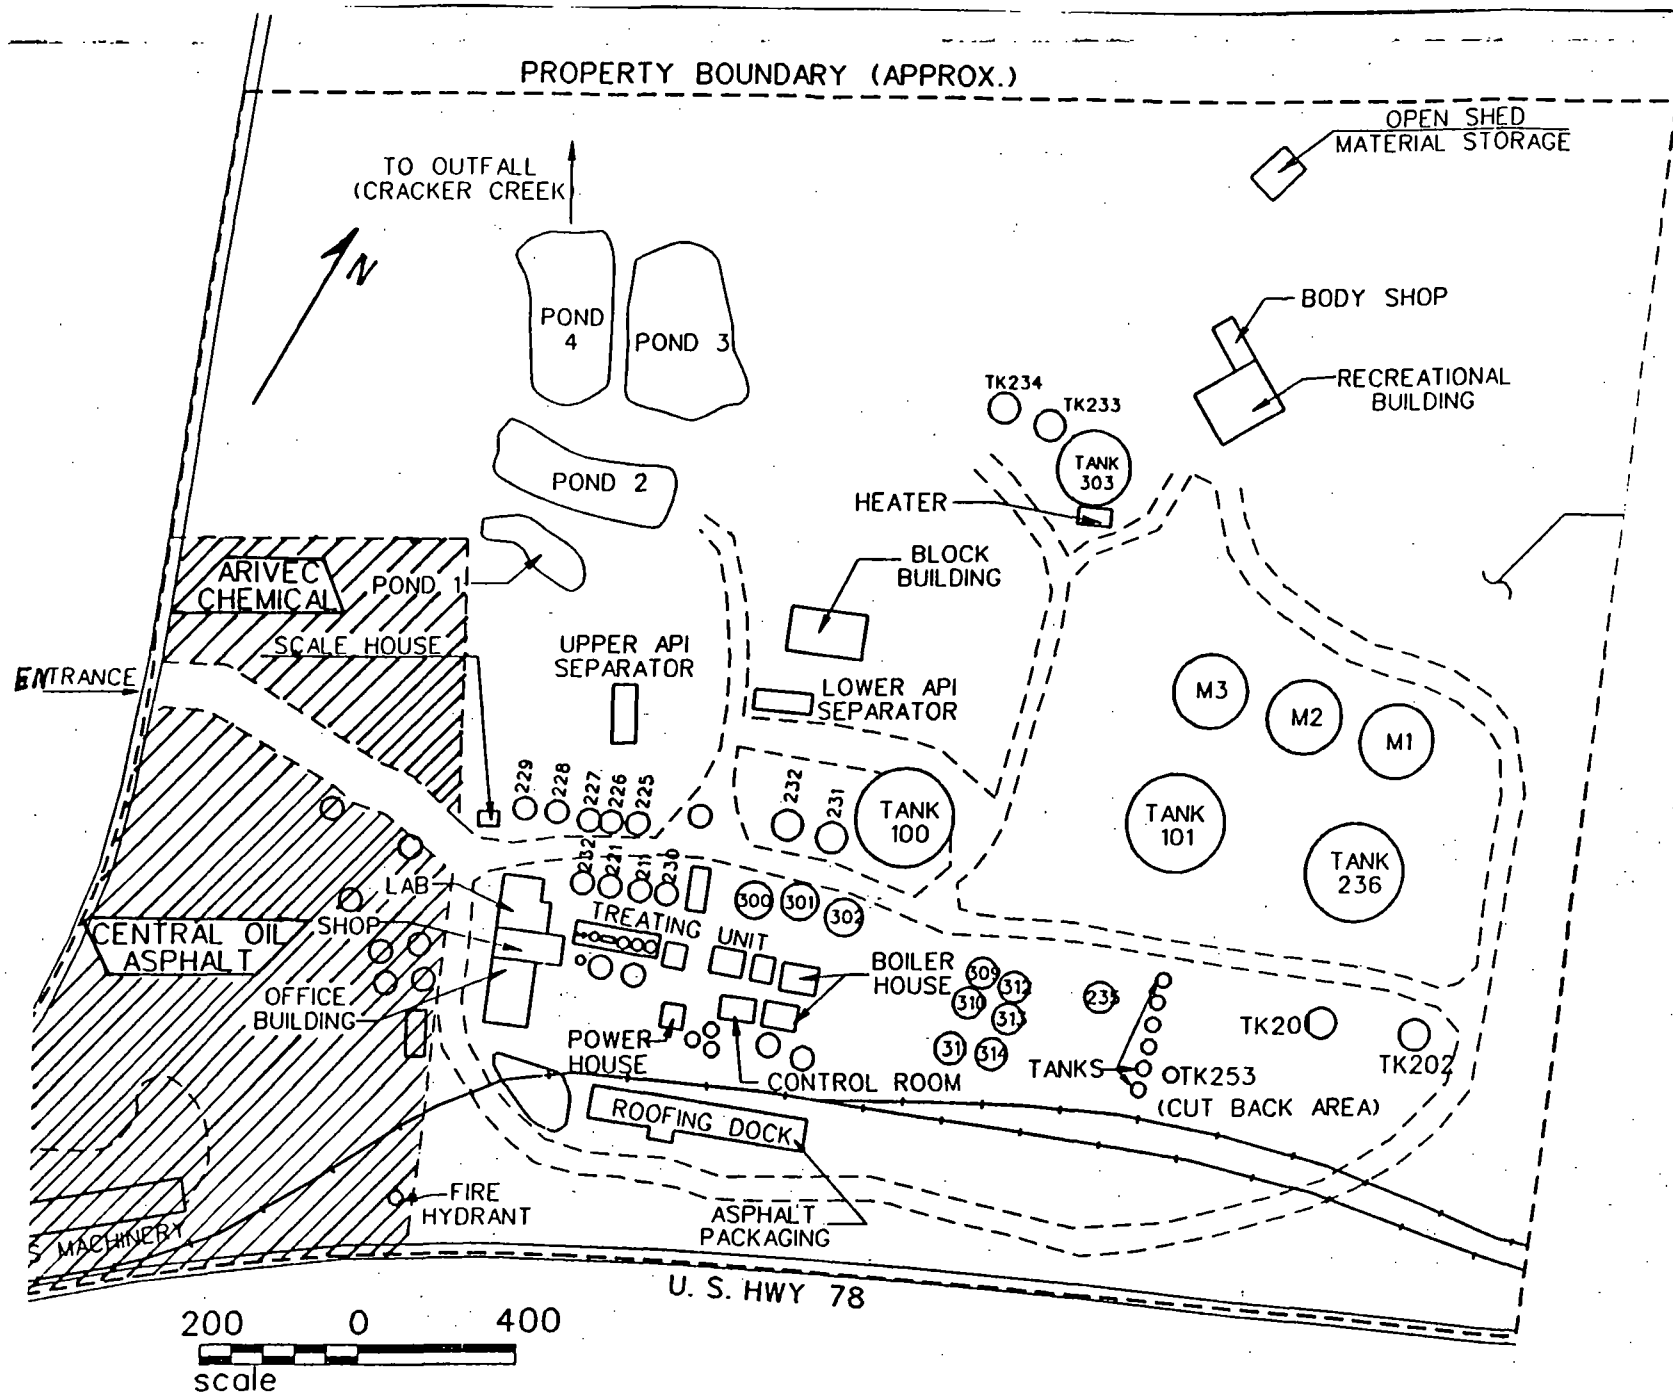 PROPERTY BOUNDARY (APPROX.)
OPEN SHED
MATERIAL STORAGE
TO OUTFALL
(CRACKER CREEK)
N
POND
4
POND 3
BODY SHOP
RECREATIONAL
BUILDING
TK234
TK233
TANK
303
POND 2
HEATER
BLOCK
BUILDING
ARIVEC
CHEMICAL
POND 1
SCALE HOUSE
UPPER API
SEPARATOR
ENTRANCE
LOWER API
SEPARATOR
M3
M2
M1
229
228
227
226
225
232
231
TANK
100
TANK
101
TANK
236
232
221
211
230
LAB
300
301
302
SHOP
TREATING UNIT
CENTRAL OIL
ASPHALT
BOILER
HOUSE
309
312
310
313
235
311
314
OFFICE
BUILDING
TK201
TK202
POWER
HOUSE
TANKS
TK253
CONTROL ROOM
(CUT BACK AREA)
ROOFING DOCK
FIRE
HYDRANT
ASPHALT
PACKAGING
S MACHINERY
U. S. HWY 78
200 0 400
scale